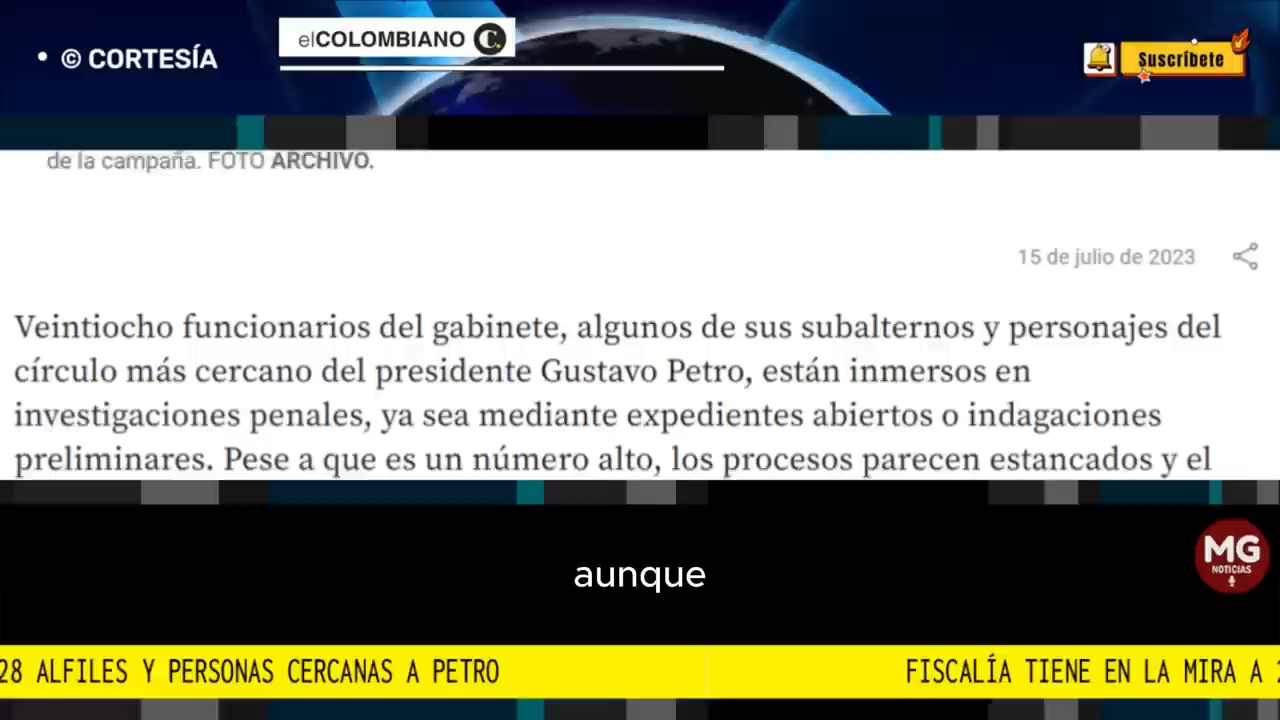 © CORTESÍA
elCOLOMBIANO C.
Suscríbete
de la campaña. FOTO ARCHIVO.
15 de julio de 2023
Veintiocho funcionarios del gabinete, algunos de sus subalternos y personajes del
círculo más cercano del presidente Gustavo Petro, están inmersos en
investigaciones penales, ya sea mediante expedientes abiertos o indagaciones
preliminares. Pese a que es un número alto, los procesos parecen estancados y el
aunque
MG
NOTICIAS
28 ALFILES Y PERSONAS CERCANAS A PETRO FISCALÍA TIENE EN LA MIRA A 2